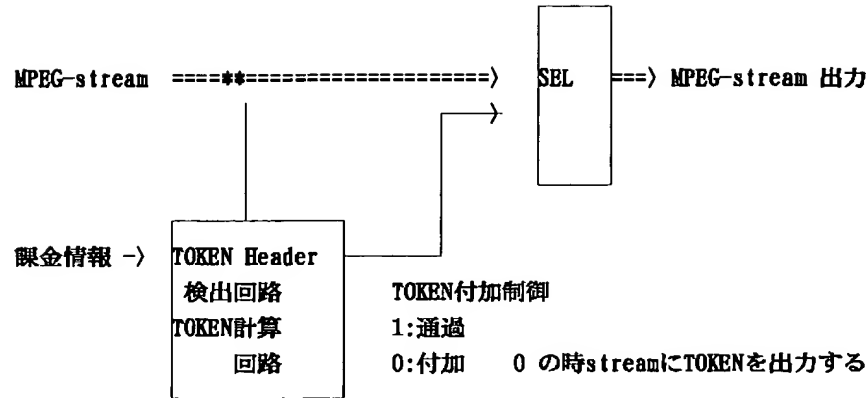 MPEG-stream ====**====================> SEL ===> MPEG-stream 出力
課金情報 -> TOKEN Header
検出回路 TOKEN付加制御
TOKEN計算 1:通過
回路 0:付加 0 の時streamにTOKENを出力する